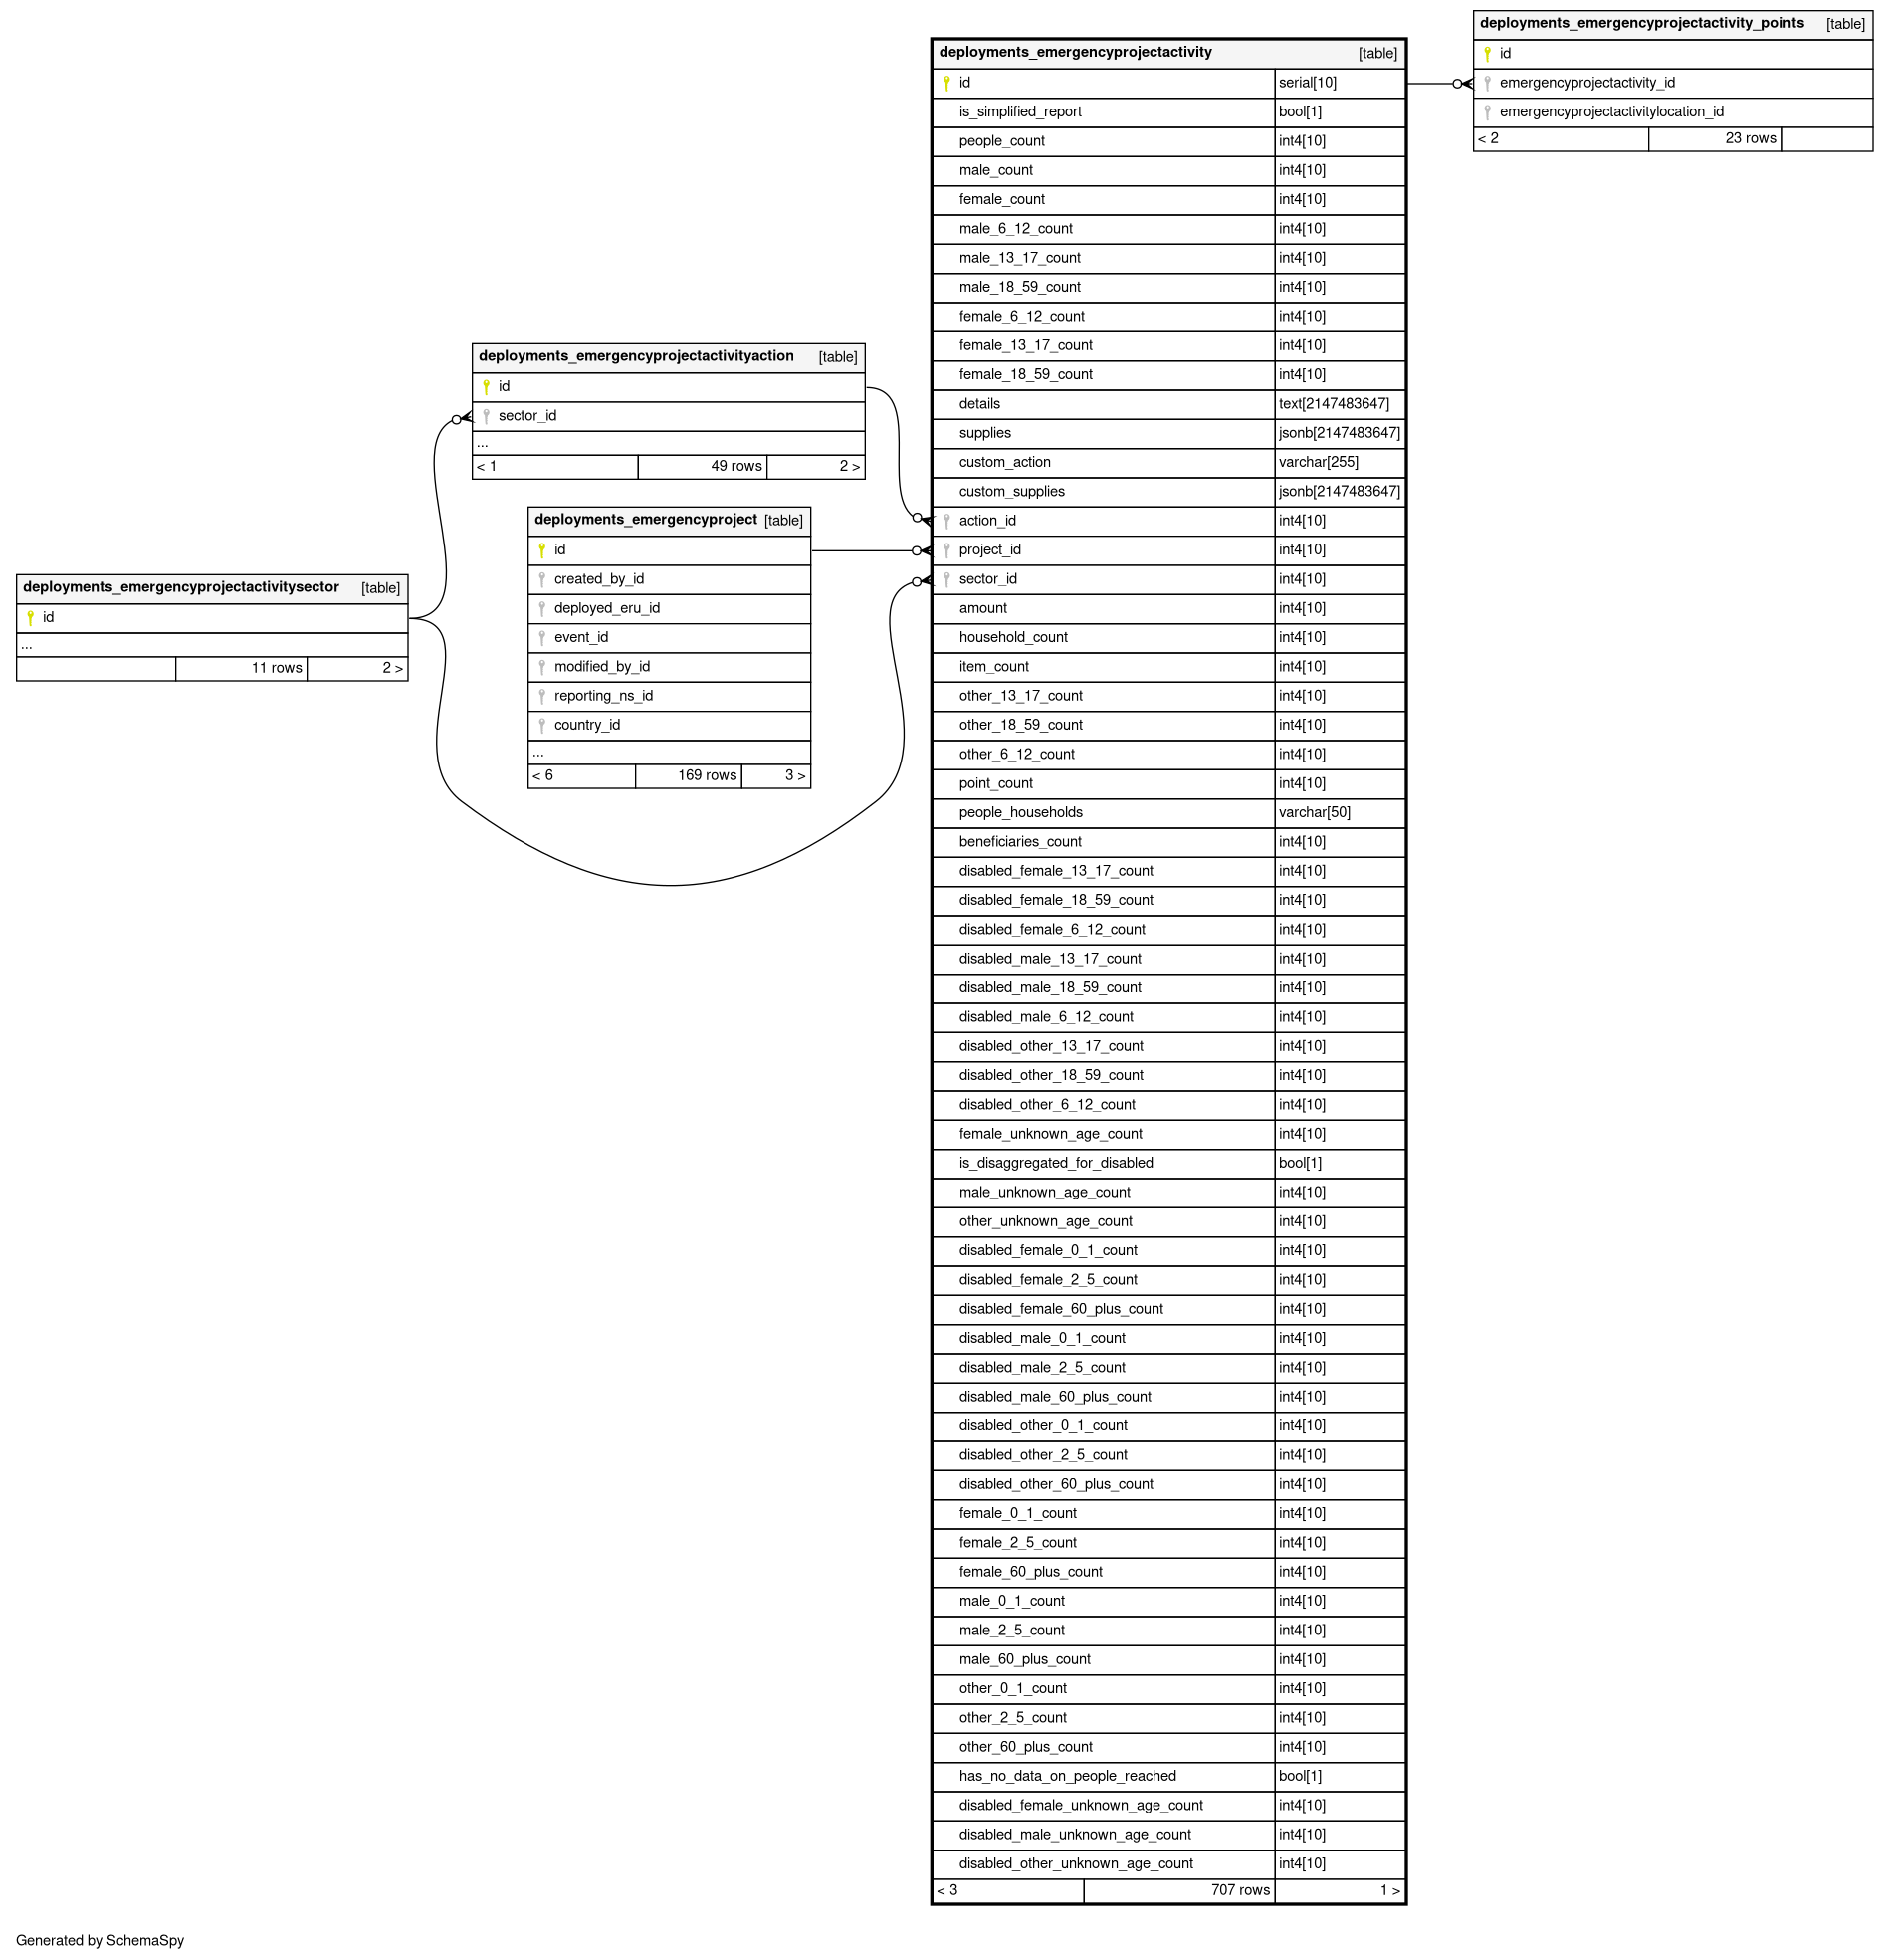 deployments_emergencyprojectactivity_points [table]
id
emergencyprojectactivity_id
emergencyprojectactivitylocation_id
< 2 23 rows
deployments_emergencyprojectactivity [table]
id serial[10]
is_simplified_report bool[1]
people_count int4[10]
male_count int4[10]
female_count int4[10]
male_6_12_count int4[10]
male_13_17_count int4[10]
male_18_59_count int4[10]
female_6_12_count int4[10]
female_13_17_count int4[10]
female_18_59_count int4[10]
details text[2147483647]
supplies jsonb[2147483647]
custom_action varchar[255]
custom_supplies jsonb[2147483647]
action_id int4[10]
project_id int4[10]
sector_id int4[10]
amount int4[10]
household_count int4[10]
item_count int4[10]
other_13_17_count int4[10]
other_18_59_count int4[10]
other_6_12_count int4[10]
point_count int4[10]
people_households varchar[50]
beneficiaries_count int4[10]
disabled_female_13_17_count int4[10]
disabled_female_18_59_count int4[10]
disabled_female_6_12_count int4[10]
disabled_male_13_17_count int4[10]
disabled_male_18_59_count int4[10]
disabled_male_6_12_count int4[10]
disabled_other_13_17_count int4[10]
disabled_other_18_59_count int4[10]
disabled_other_6_12_count int4[10]
female_unknown_age_count int4[10]
is_disaggregated_for_disabled bool[1]
male_unknown_age_count int4[10]
other_unknown_age_count int4[10]
disabled_female_0_1_count int4[10]
disabled_female_2_5_count int4[10]
disabled_female_60_plus_count int4[10]
disabled_male_0_1_count int4[10]
disabled_male_2_5_count int4[10]
disabled_male_60_plus_count int4[10]
disabled_other_0_1_count int4[10]
disabled_other_2_5_count int4[10]
disabled_other_60_plus_count int4[10]
female_0_1_count int4[10]
female_2_5_count int4[10]
female_60_plus_count int4[10]
male_0_1_count int4[10]
male_2_5_count int4[10]
male_60_plus_count int4[10]
other_0_1_count int4[10]
other_2_5_count int4[10]
other_60_plus_count int4[10]
has_no_data_on_people_reached bool[1]
disabled_female_unknown_age_count int4[10]
disabled_male_unknown_age_count int4[10]
disabled_other_unknown_age_count int4[10]
< 3 707 rows 1 >
deployments_emergencyprojectactivityaction [table]
id
sector_id
...
< 1 49 rows 2 >
deployments_emergencyproject [table]
id
created_by_id
deployed_eru_id
event_id
modified_by_id
reporting_ns_id
country_id
...
< 6 169 rows 3 >
deployments_emergencyprojectactivitysector [table]
id
...
11 rows 2 >
Generated by SchemaSpy